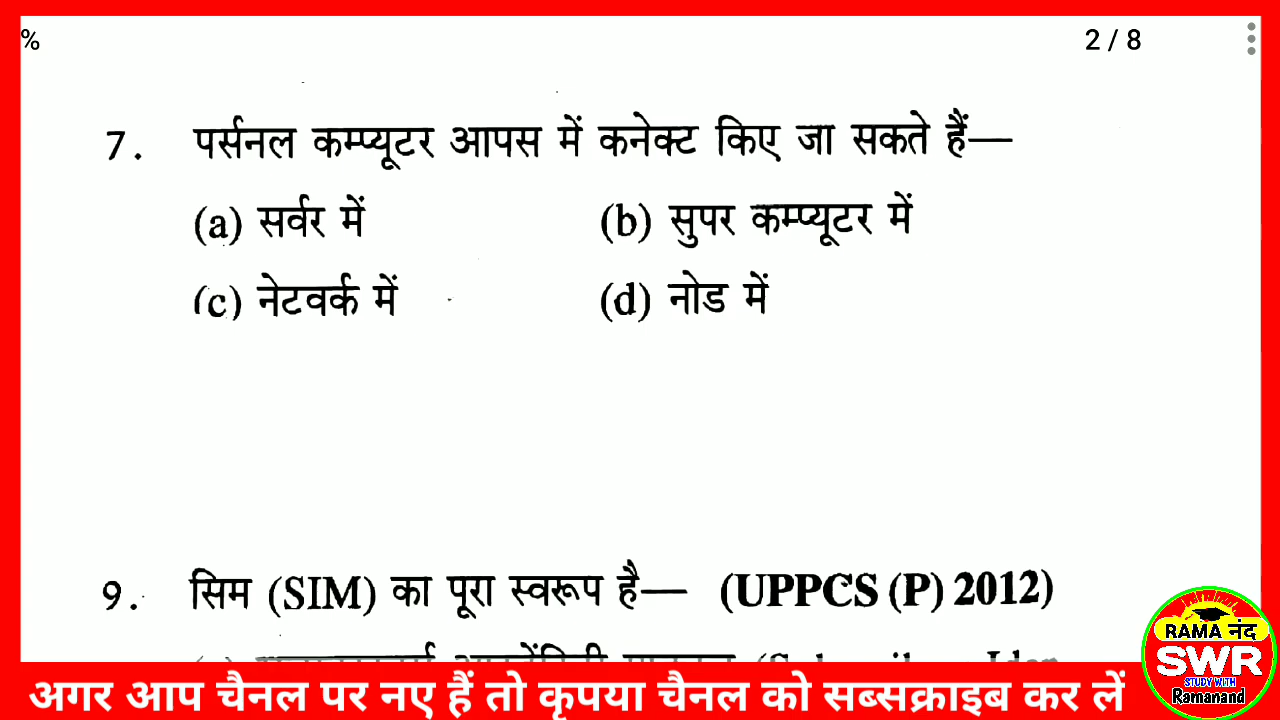 %
2 / 8
7. पर्सनल कम्प्यूटर आपस में कनेक्ट किए जा सकते हैं—
(a) सर्वर में (b) सुपर कम्प्यूटर में
(c) नेटवर्क में (d) नोड में
9. सिम (SIM) का पूरा स्वरूप है— (UPPCS (P) 2012)
RAMA नंद
SWR
STUDY WITH
Ramanand
अगर आप चैनल पर नए हैं तो कृपया चैनल को सब्सक्राइब कर लें